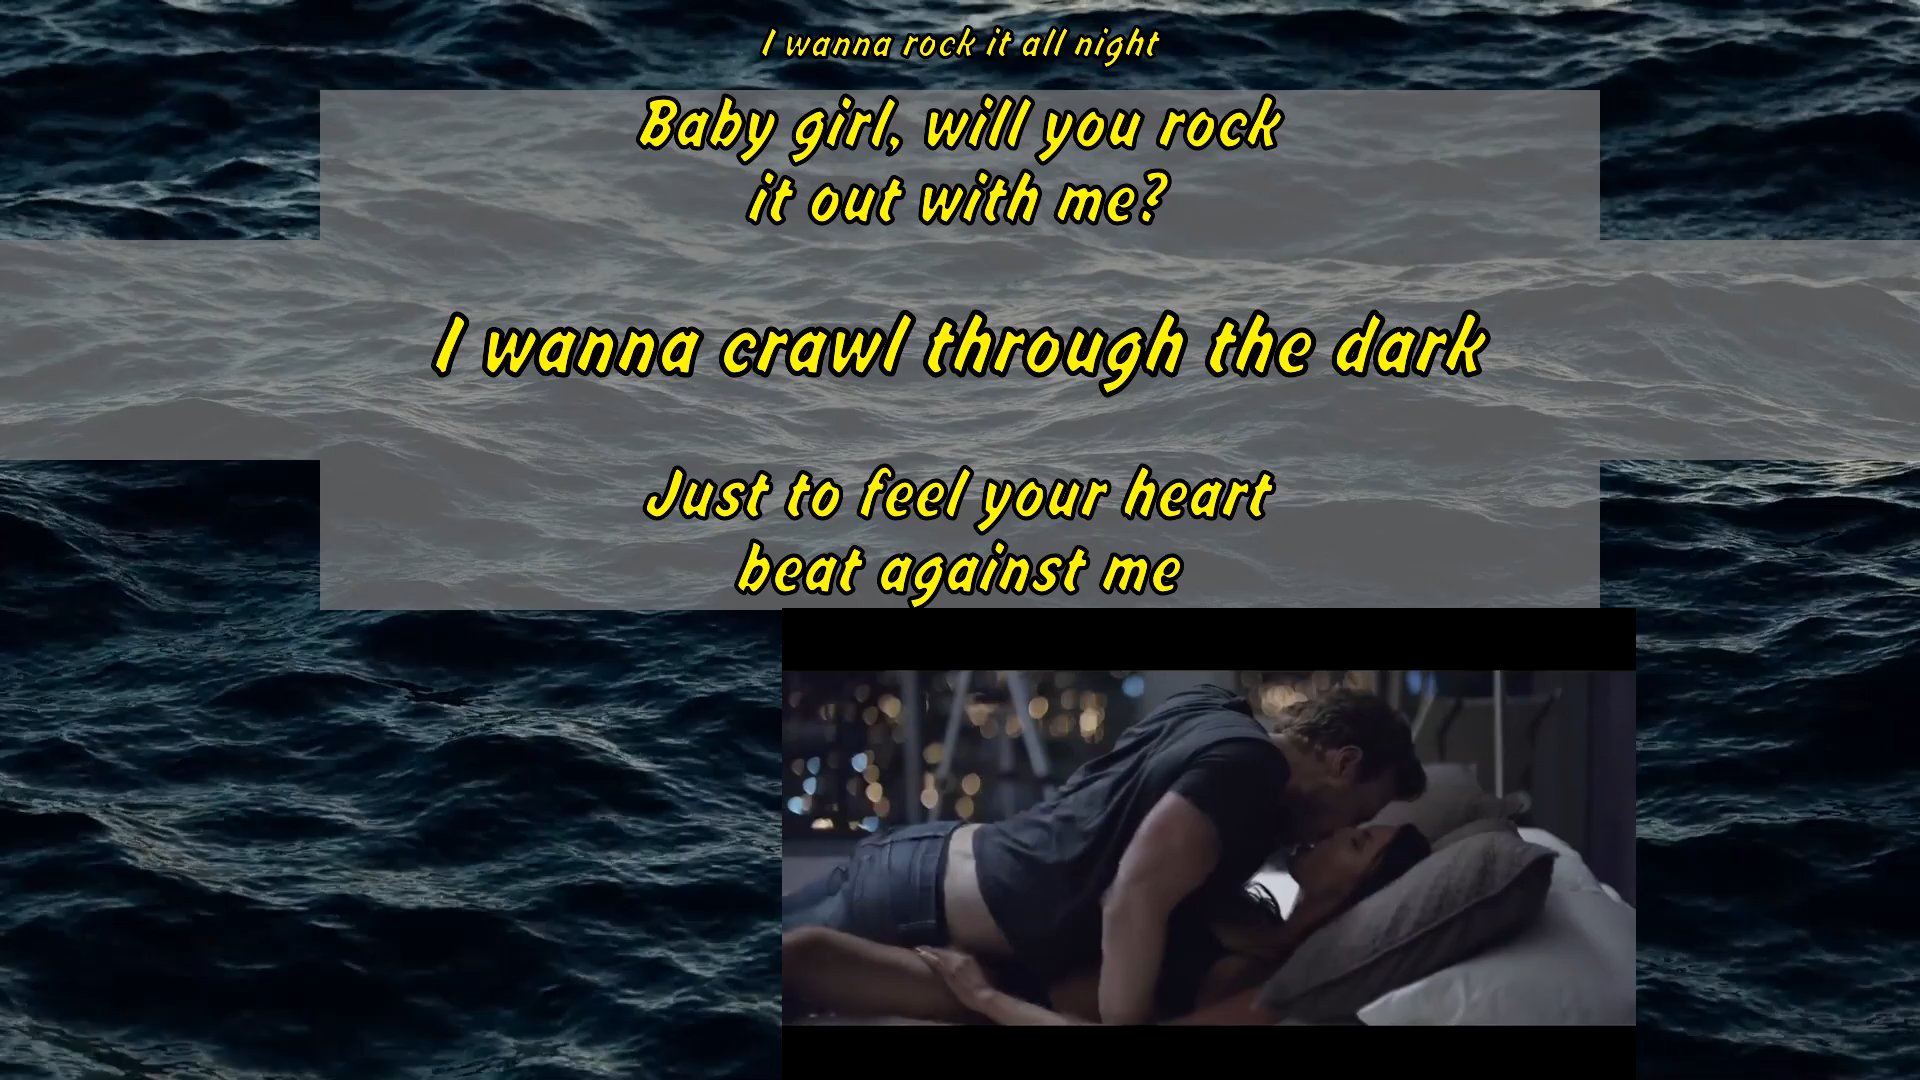 I wanna rock it all night
Baby girl, will you rock
it out with me?
I wanna crawl through the dark
Just to feel your heart
beat against me